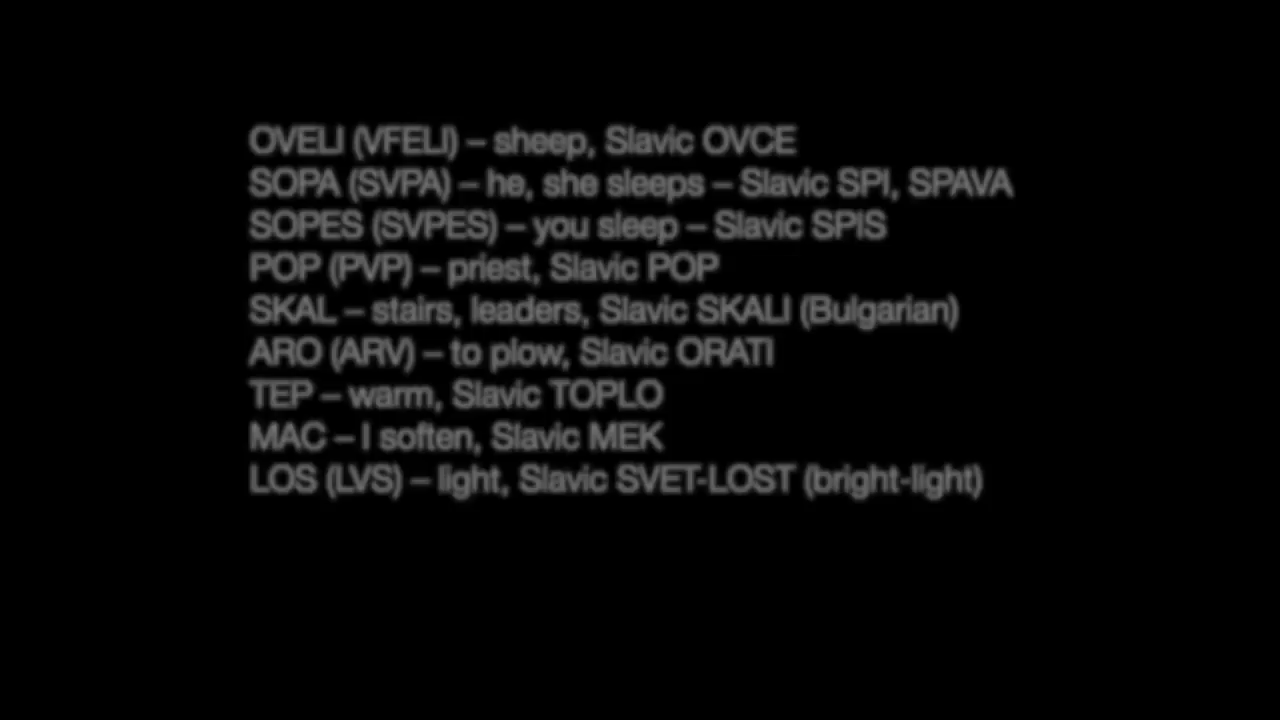 OVELI (VFELI) – sheep, Slavic OVCE
SOPA (SVPA) – he, she sleeps – Slavic SPI, SPAVA
SOPES (SVPES) – you sleep – Slavic SPIS
POP (PVP) – priest, Slavic POP
SKAL – stairs, leaders, Slavic SKALI (Bulgarian)
ARO (ARV) – to plow, Slavic ORATI
TEP – warm, Slavic TOPLO
MAC – I soften, Slavic MEK
LOS (LVS) – light, Slavic SVET-LOST (bright-light)